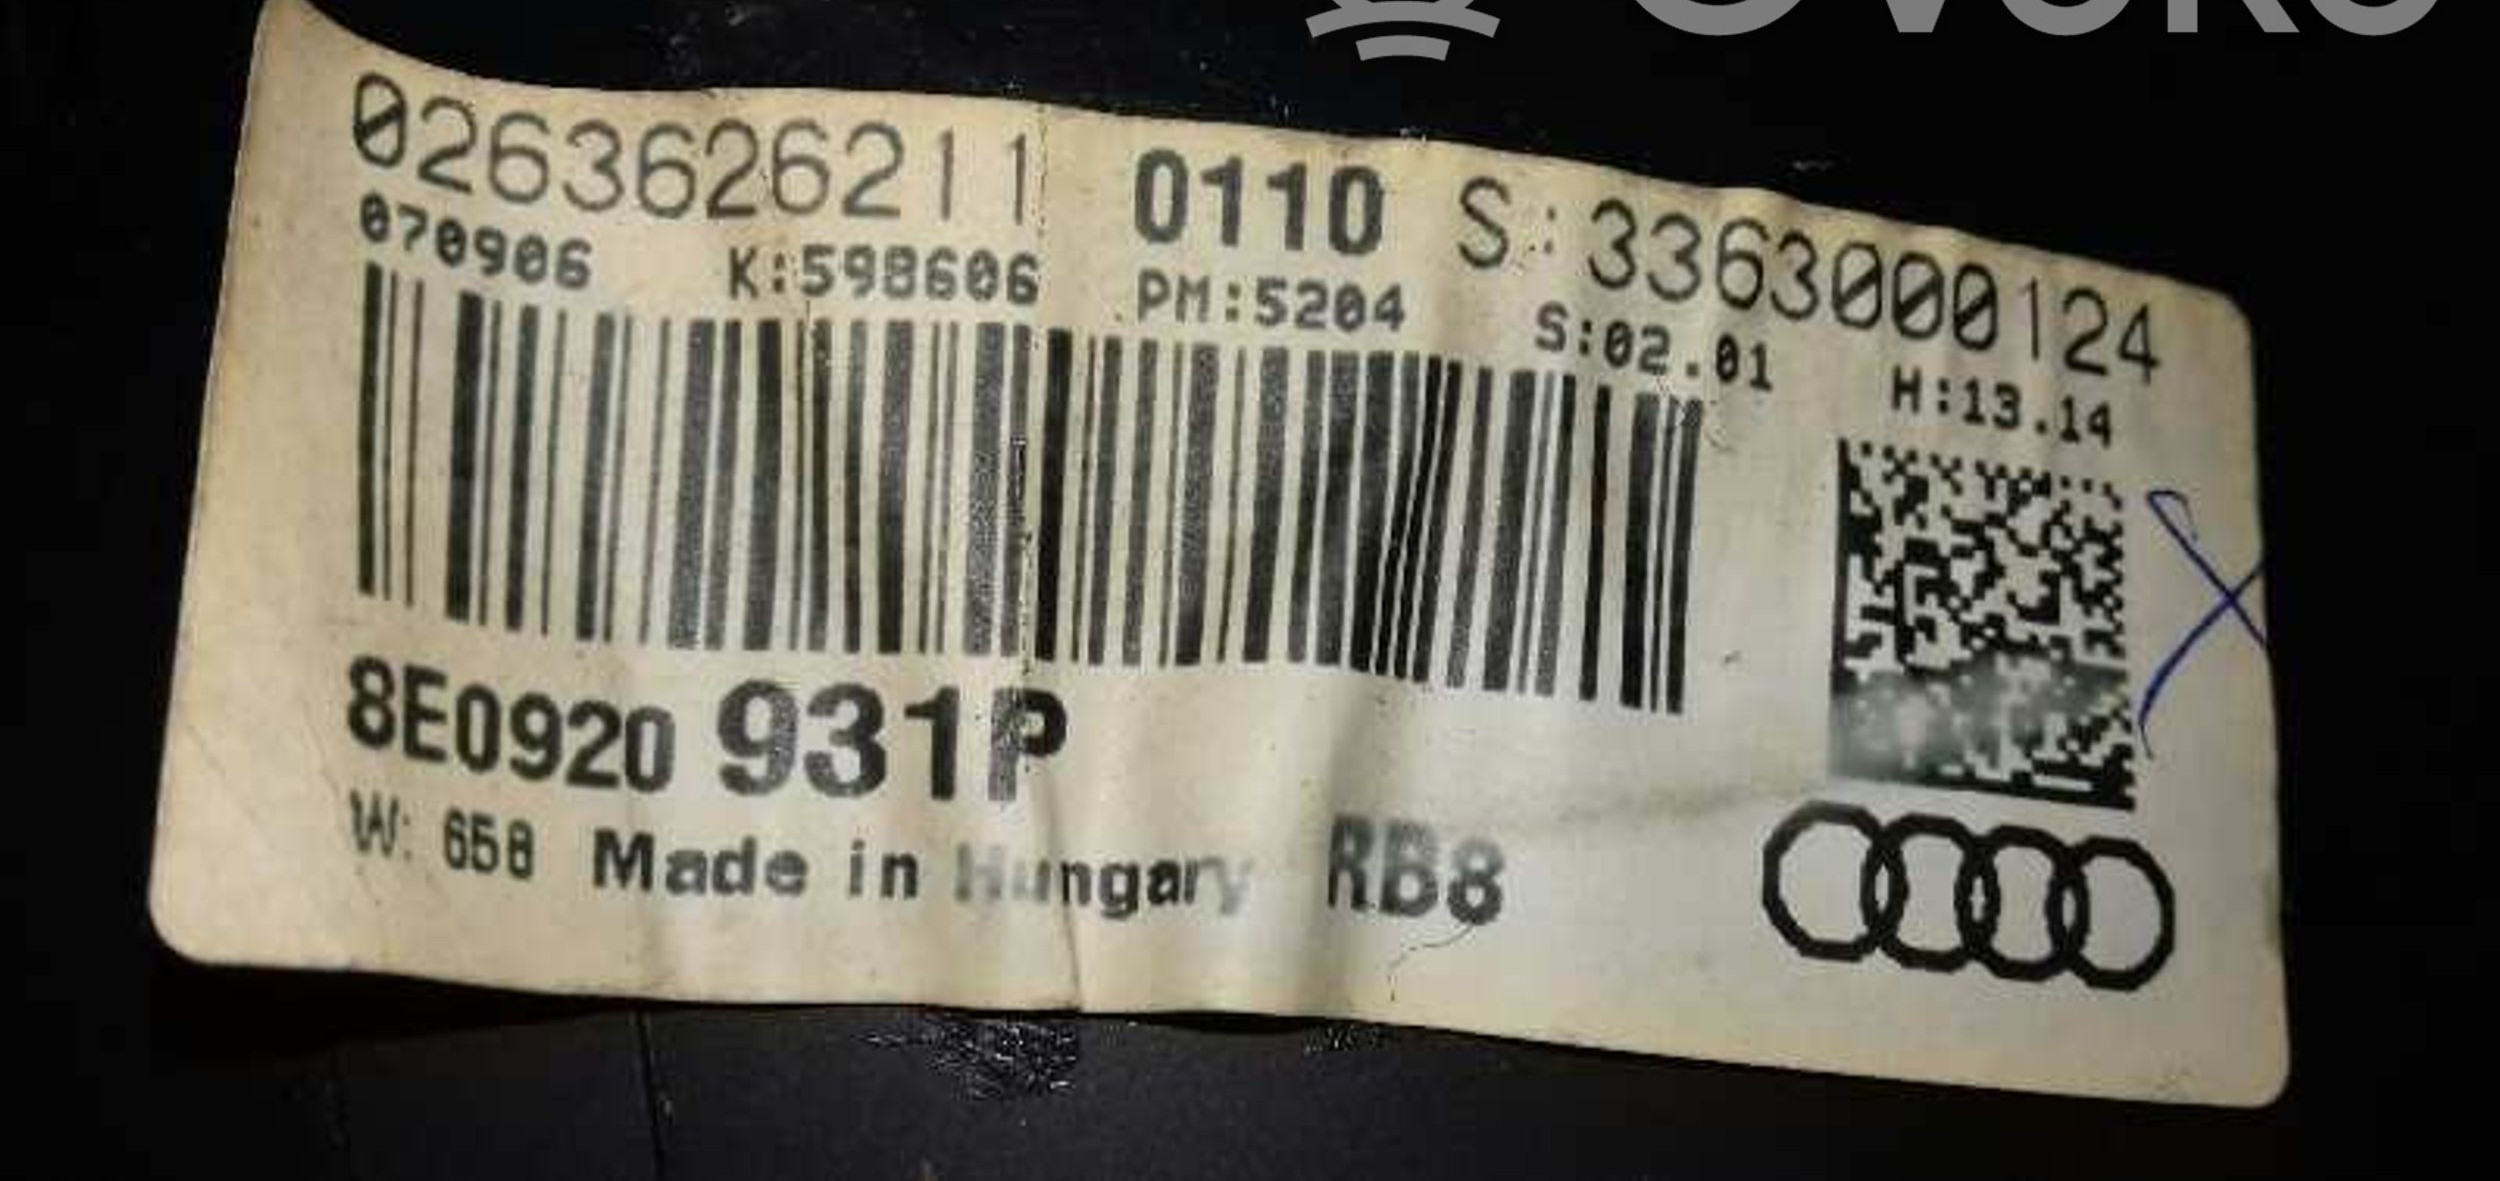 0263626211 0110 S:3363000124
070906 K:598606 PM:5204 S:02.01 H:13.14
8E0920 931P
W: 658 Made in Hungary RB8